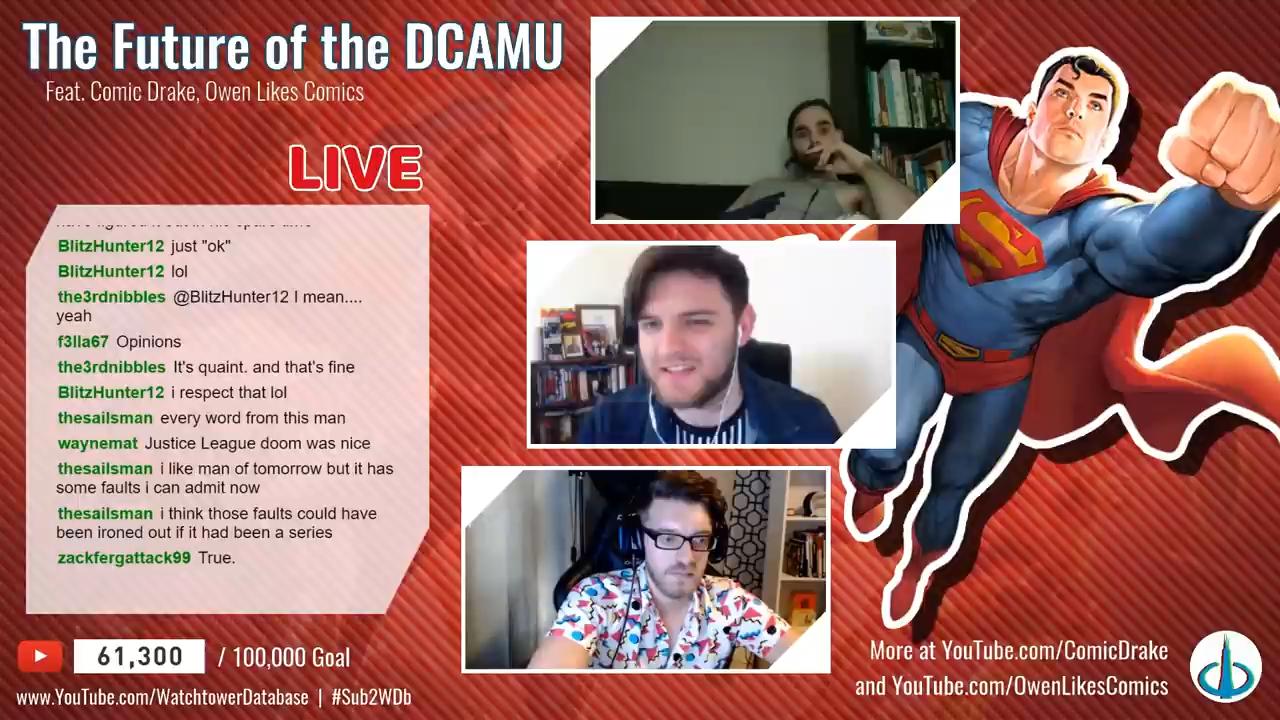 The Future of the DCAMU
Feat. Comic Drake, Owen Likes Comics
LIVE
BlitzHunter12 just "ok"
BlitzHunter12 lol
the3rdnibbles @BlitzHunter12 I mean....
yeah
f3lla67 Opinions
the3rdnibbles It's quaint. and that's fine
BlitzHunter12 i respect that lol
thesailsman every word from this man
waynemat Justice League doom was nice
thesailsman i like man of tomorrow but it has
some faults i can admit now
thesailsman i think those faults could have
been ironed out if it had been a series
zackfergattack99 True.
61,300 / 100,000 Goal
www.YouTube.com/WatchtowerDatabase | #Sub2WDb
More at YouTube.com/ComicDrake
and YouTube.com/OwenLikesComics